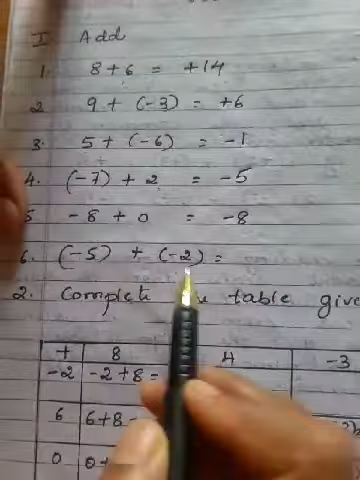 I Add
1. 8 + 6 = +14
2 9 + (-3) = +6
3. 5 + (-6) = -1
4. (-7) + 2 = -5
5 -8 + 0 = -8
6. (-5) + (-2) =
2. Complete table give
+ 8 4 -3
-2 -2+8 =
6 6+8
0 0+